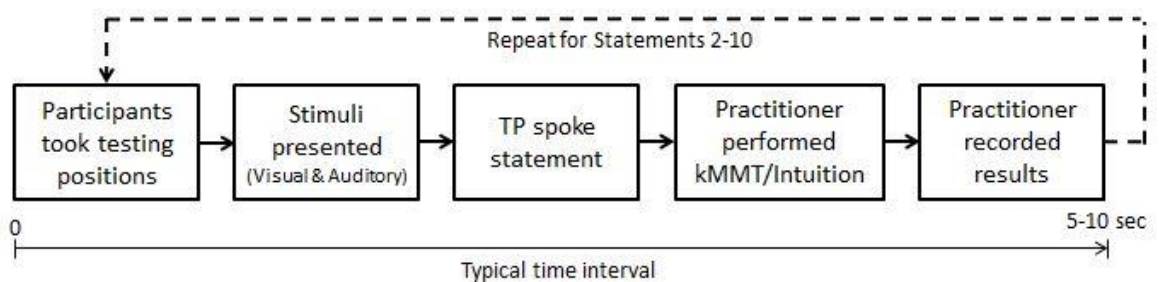 Repeat for Statements 2-10
Participants
took testing
positions
Stimuli
presented
(Visual & Auditory)
TP spoke
statement
Practitioner
performed
kMMT/Intuition
Practitioner
recorded
results
0
5-10 sec
Typical time interval